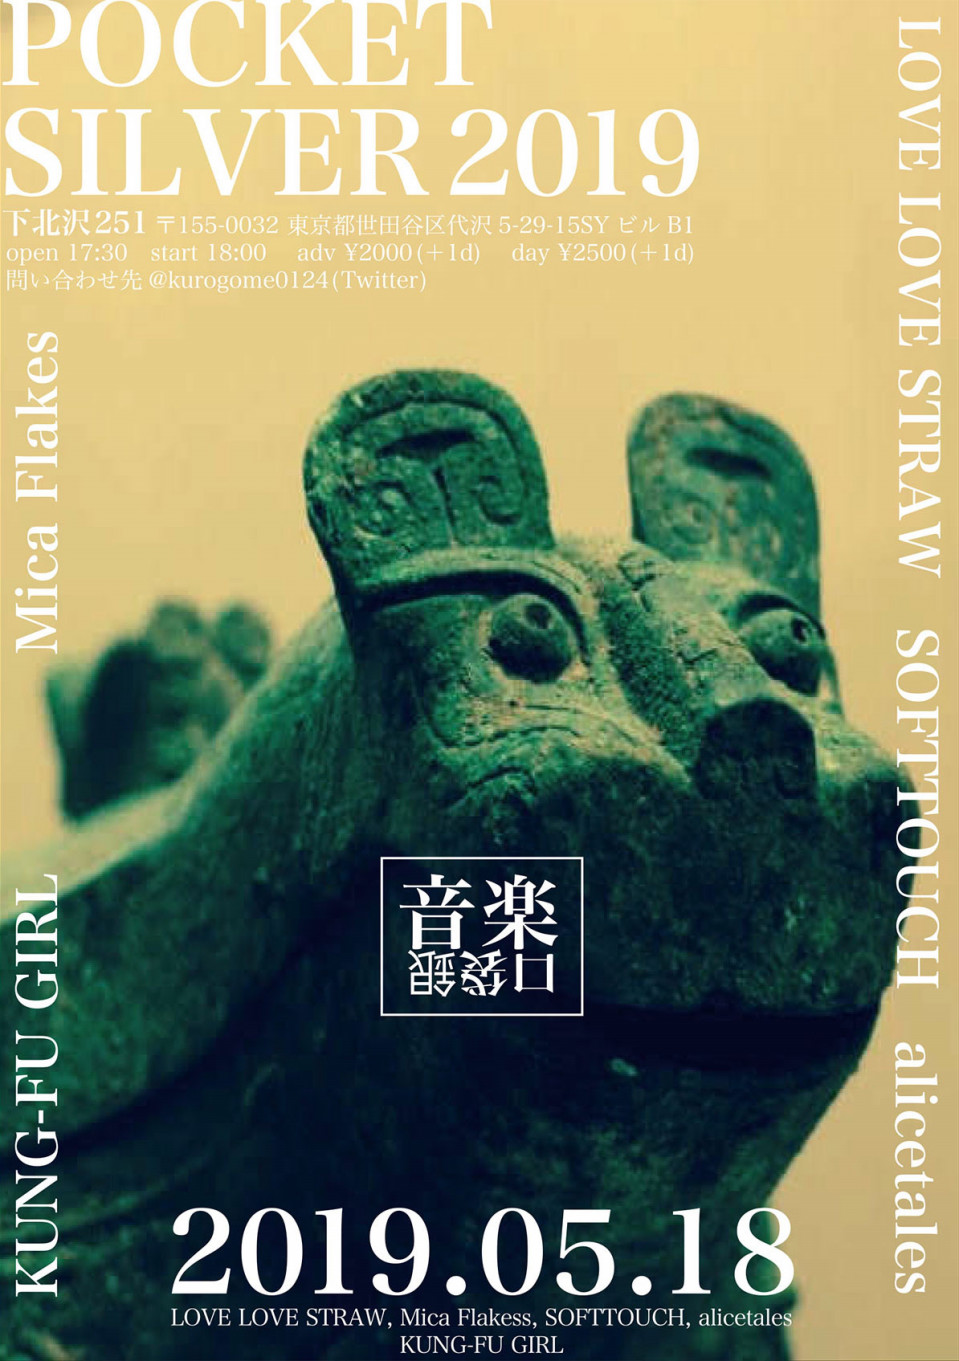 POCKET
SILVER 2019
下北沢251 〒155-0032 東京都世田谷区代沢 5-29-15SY ビル B1
open 17:30 start 18:00 adv ¥2000(+1d) day ¥2500(+1d)
問い合わせ先 @kurogome0124(Twitter)
LOVE LOVE STRAW SOFTTOUCH alicetales
Mica Flakes
KUNG-FU GIRL
音楽
銀袋口
2019.05.18
LOVE LOVE STRAW, Mica Flakess, SOFTTOUCH, alicetales
KUNG-FU GIRL